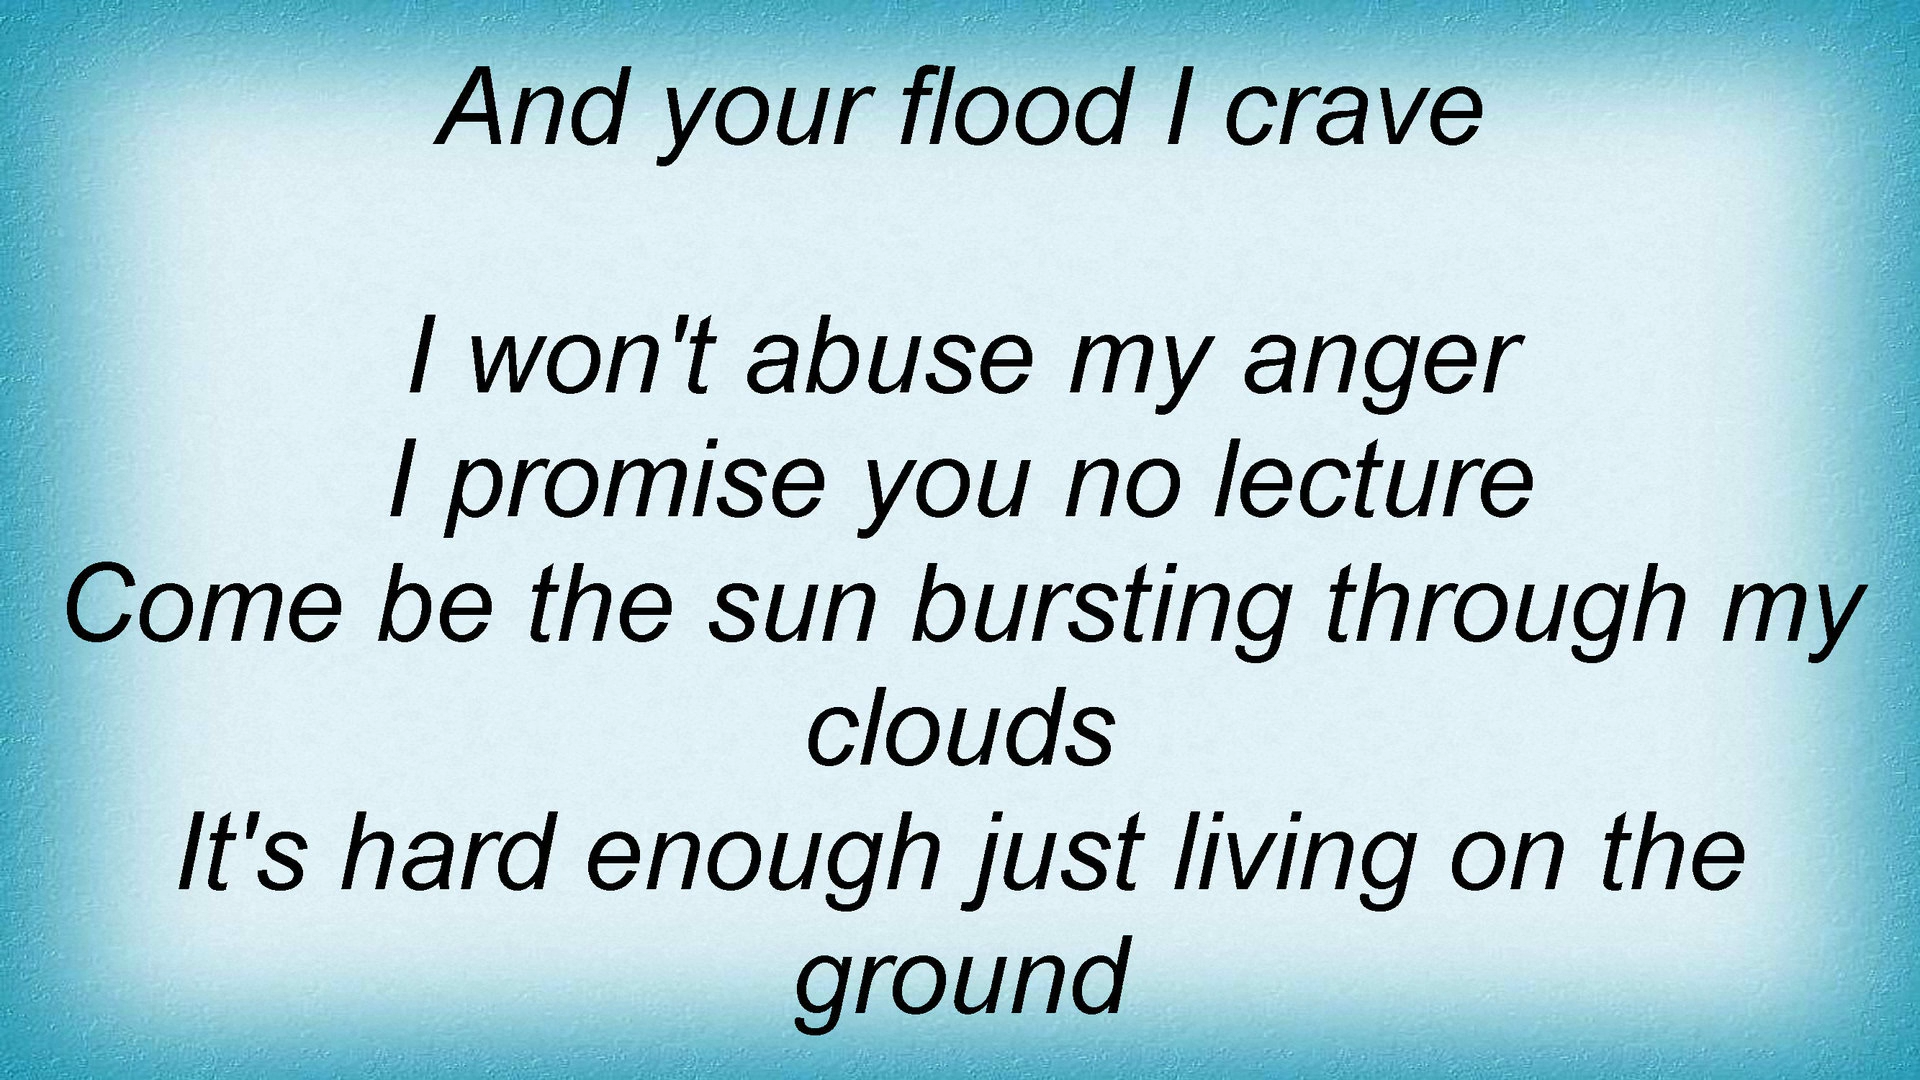 And your flood I crave
I won't abuse my anger
I promise you no lecture
Come be the sun bursting through my
clouds
It's hard enough just living on the
ground